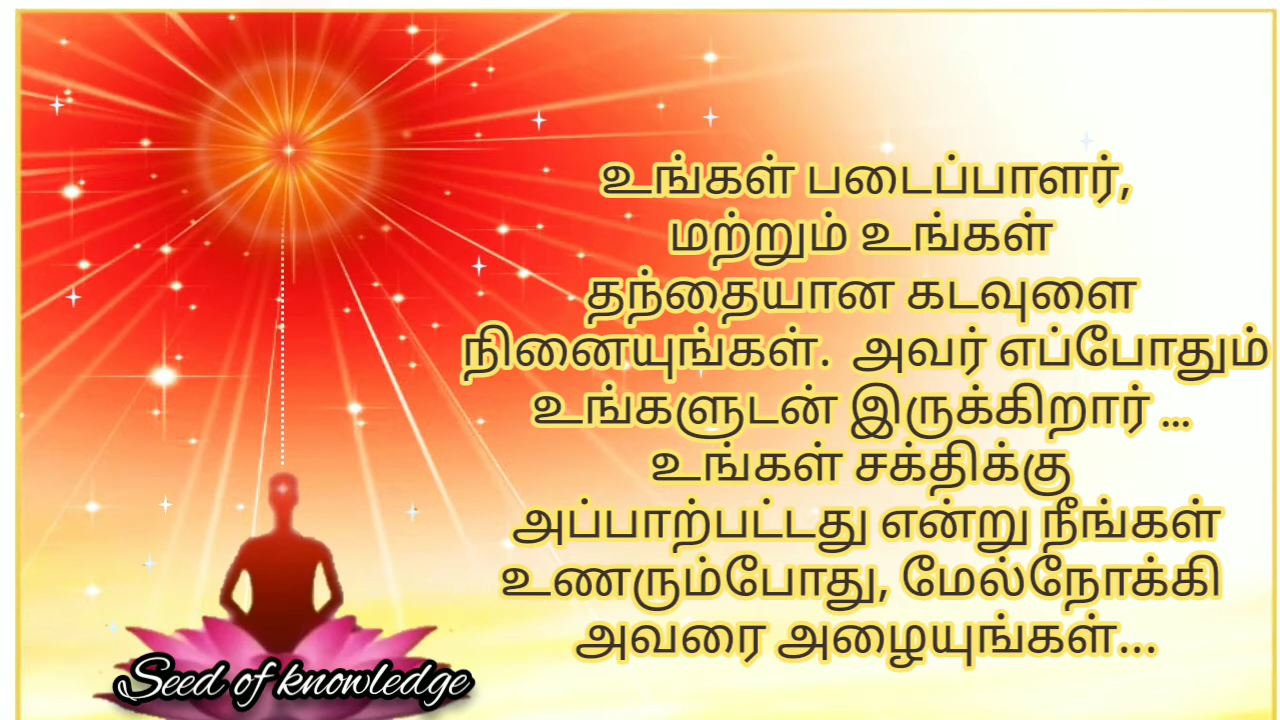 உங்கள் படைப்பாளர்,
மற்றும் உங்கள்
தந்தையான கடவுளை
நினையுங்கள். அவர் எப்போதும்
உங்களுடன் இருக்கிறார் ...
உங்கள் சக்திக்கு
அப்பாற்பட்டது என்று நீங்கள்
உணரும்போது, மேல்நோக்கி
அவரை அழையுங்கள்...
Seed of knowledge